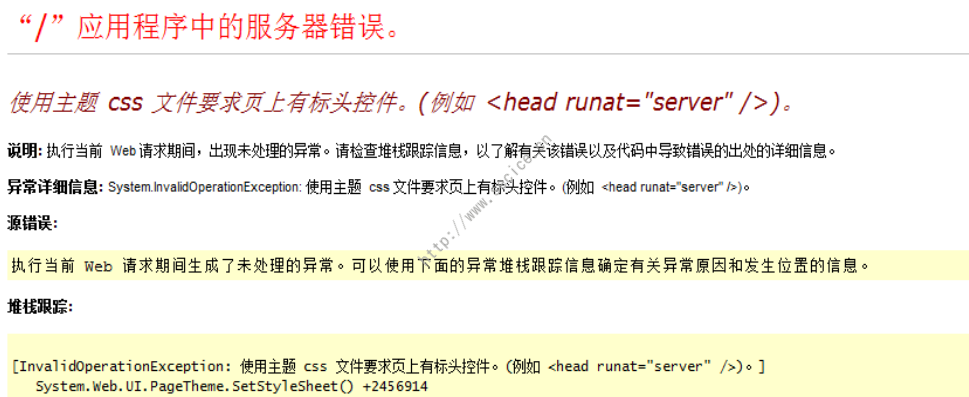 “/”应用程序中的服务器错误。
使用主题 css 文件要求页上有标头控件。(例如 <head runat="server" />)。
说明: 执行当前 Web 请求期间，出现未处理的异常。请检查堆栈跟踪信息，以了解有关该错误以及代码中导致错误的出处的详细信息。
异常详细信息: System.InvalidOperationException: 使用主题 css 文件要求页上有标头控件。(例如 <head runat="server" />)。
源错误:
执行当前 Web 请求期间生成了未处理的异常。可以使用下面的异常堆栈跟踪信息确定有关异常原因和发生位置的信息。
堆栈跟踪:
[InvalidOperationException: 使用主题 css 文件要求页上有标头控件。(例如 <head runat="server" />)。]
System.Web.UI.PageTheme.SetStyleSheet() +2456914